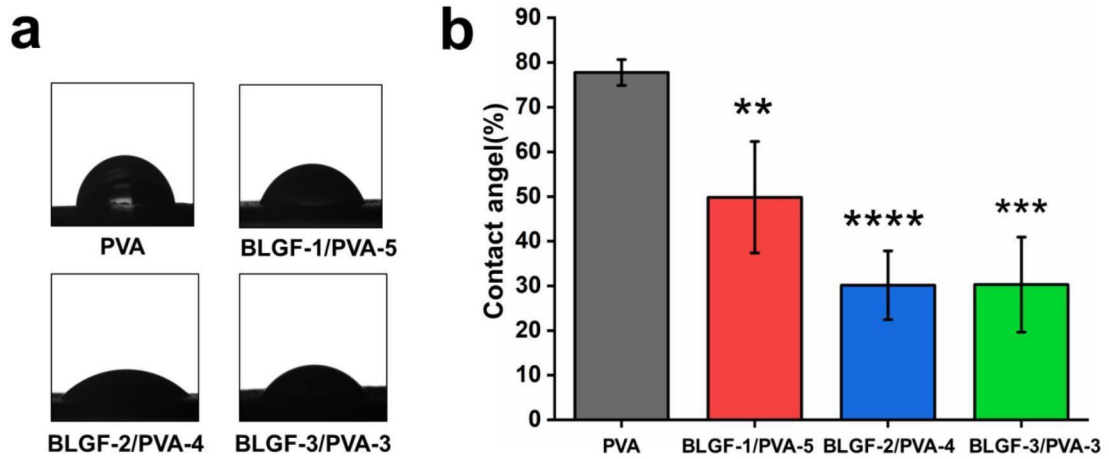 a
PVA
BLGF-1/PVA-5
BLGF-2/PVA-4
BLGF-3/PVA-3
b
Contact angel(%)
90
80
70
60
50
40
30
20
10
0
**
****
***
PVA
BLGF-1/PVA-5
BLGF-2/PVA-4
BLGF-3/PVA-3